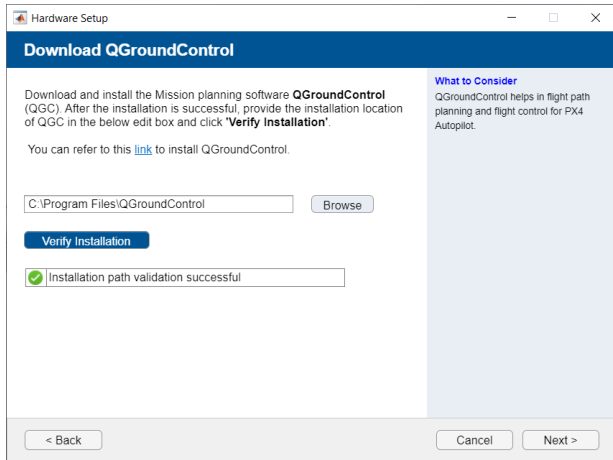 Hardware Setup
Download QGroundControl
Download and install the Mission planning software QGroundControl
(QGC). After the installation is successful, provide the installation location
of QGC in the below edit box and click 'Verify Installation'.
You can refer to this link to install QGroundControl.
C:\Program Files\QGroundControl
Browse
Verify Installation
Installation path validation successful
What to Consider
QGroundControl helps in flight path
planning and flight control for PX4
Autopilot.
< Back
Cancel
Next >